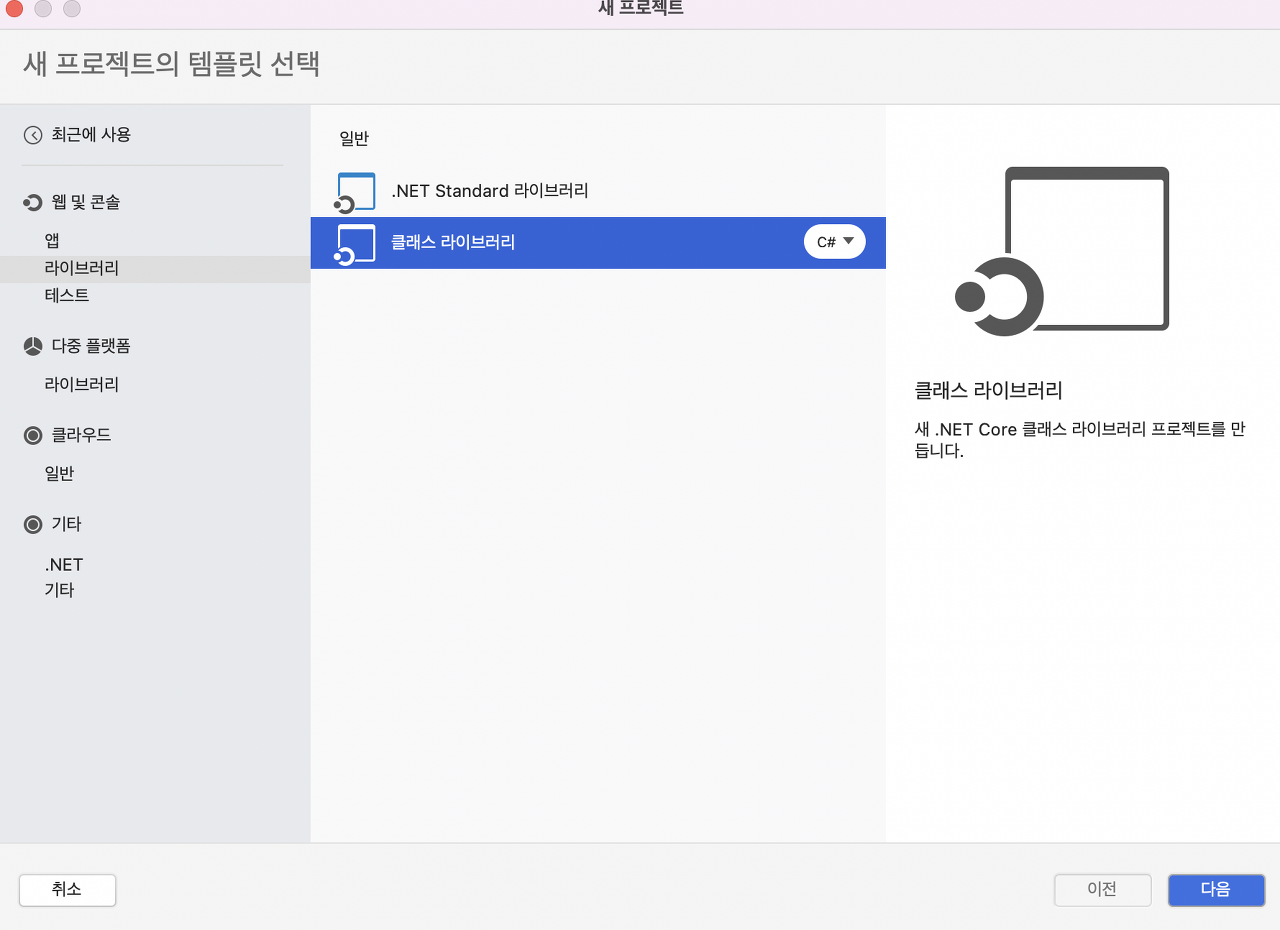 새 프로젝트
새 프로젝트의 템플릿 선택
최근에 사용
웹 및 콘솔
앱
라이브러리
테스트
다중 플랫폼
라이브러리
클라우드
일반
기타
.NET
기타
일반
.NET Standard 라이브러리
클래스 라이브러리
C#
클래스 라이브러리
새 .NET Core 클래스 라이브러리 프로젝트를 만
듭니다.
취소
이전
다음